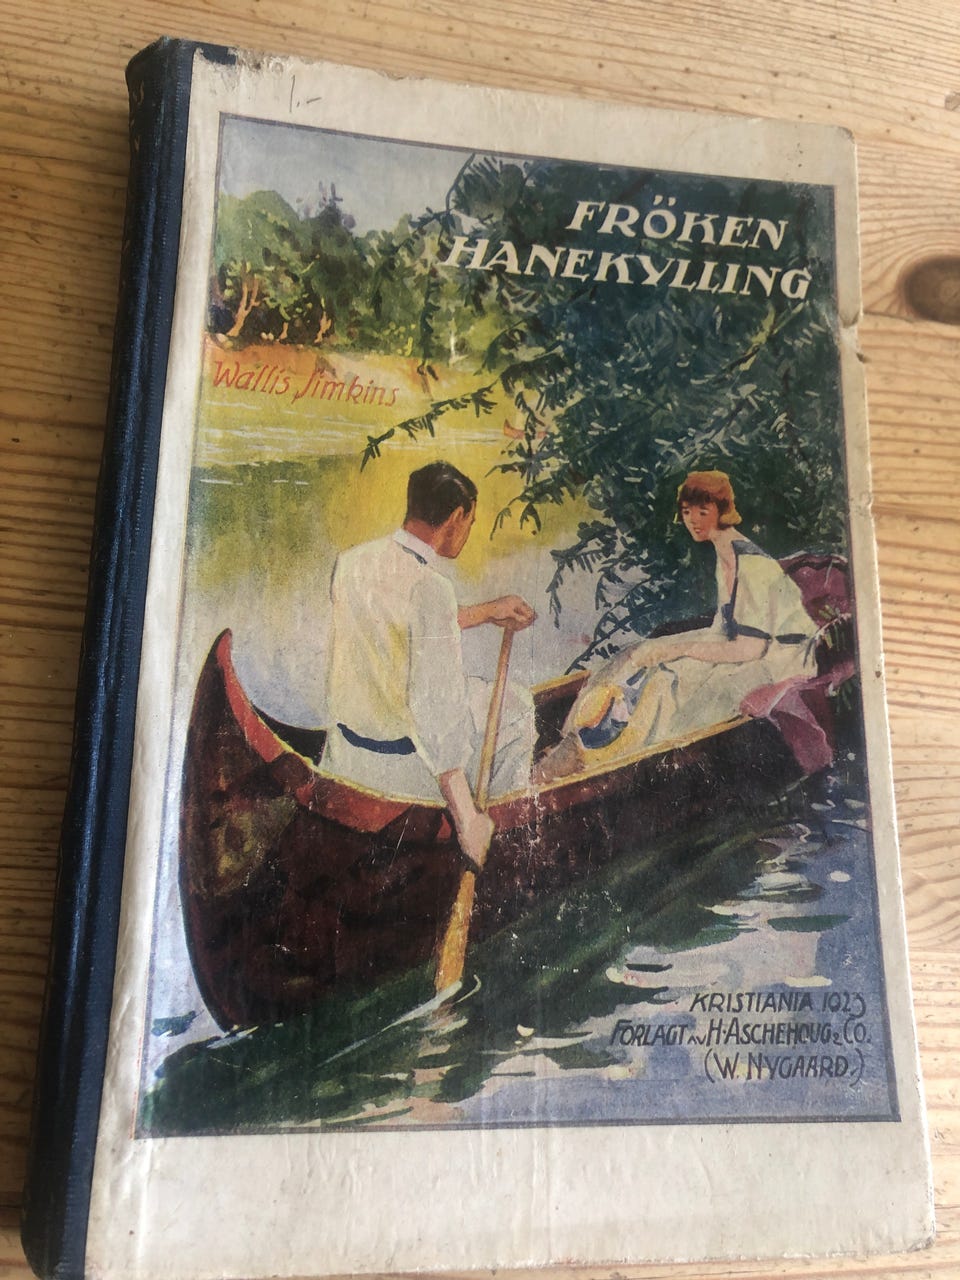 1.-
FRÖKEN
HANEKYLLING
Wallis Simkins
KRISTIANIA 1923
FORLAGT AV H. ASCHEHOUG & CO.
(W. NYGAARD.)